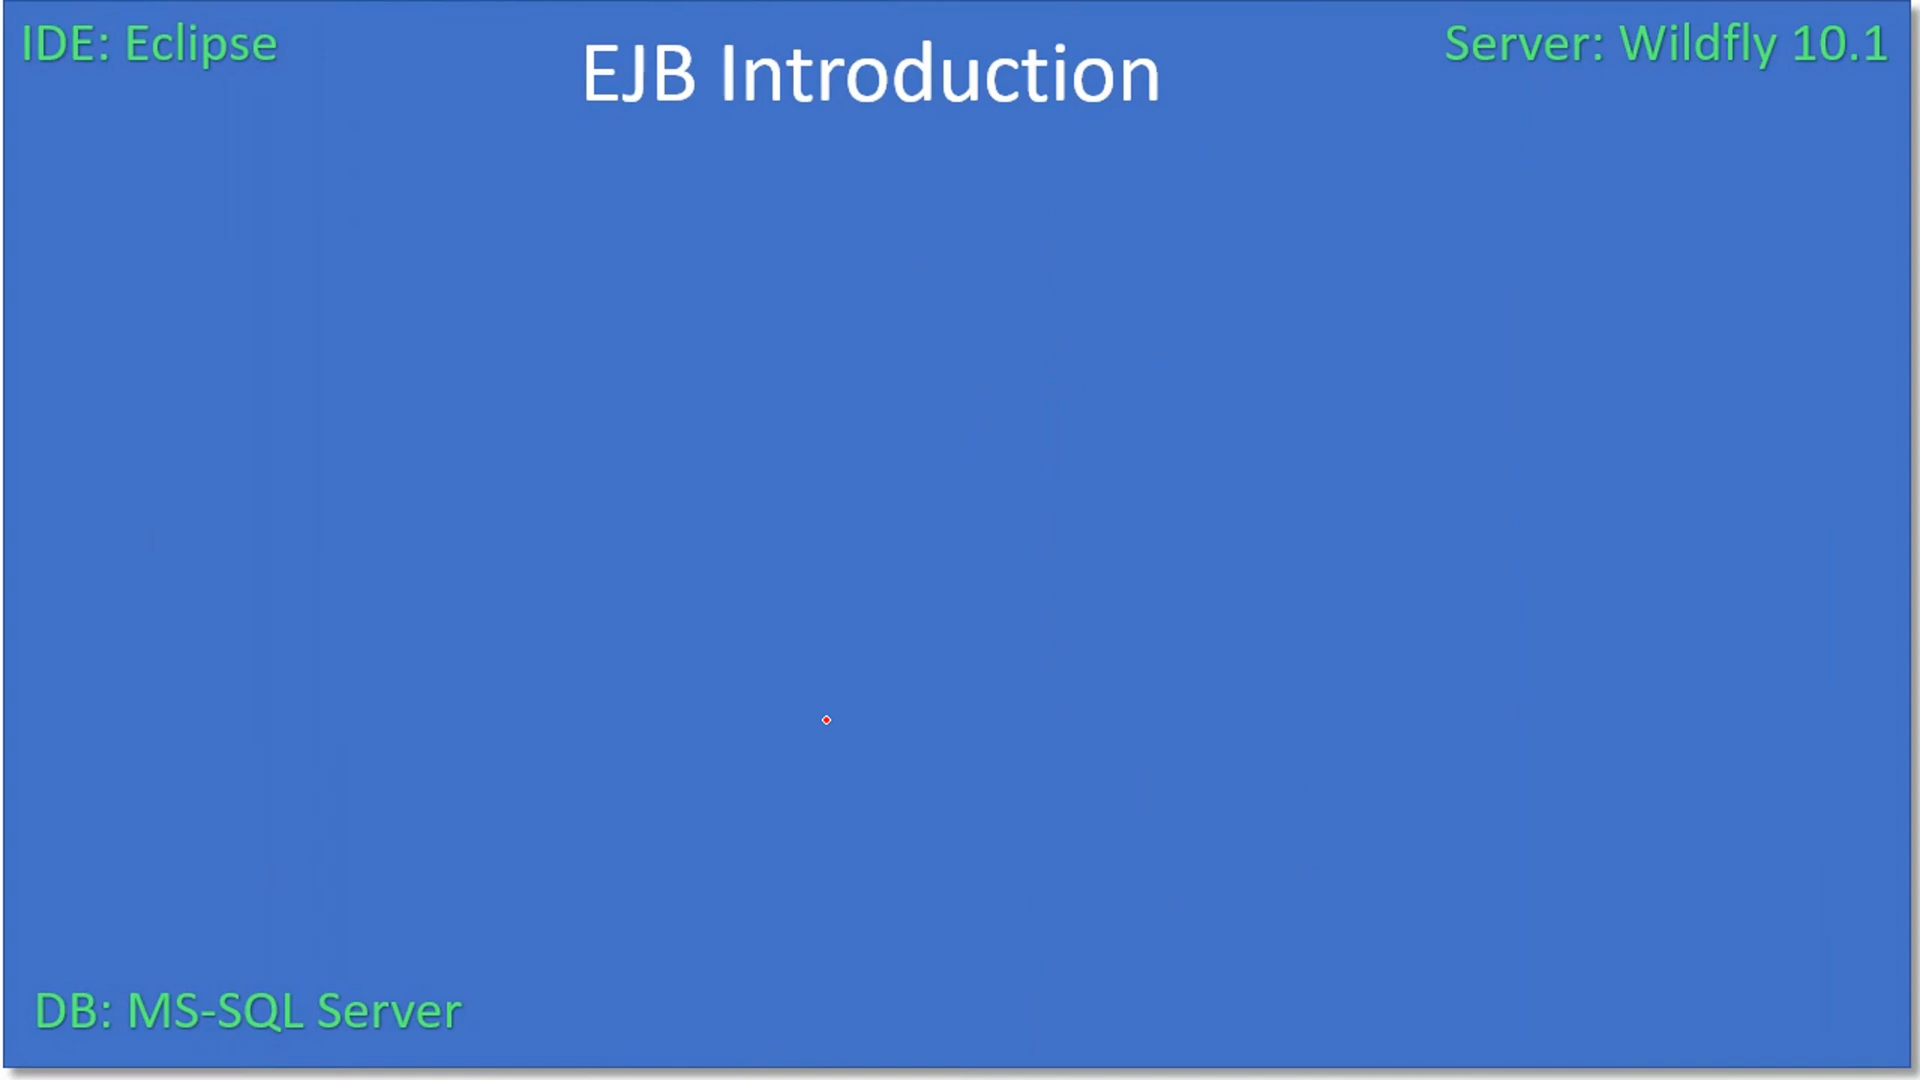 IDE: Eclipse
EJB Introduction
Server: Wildfly 10.1
DB: MS-SQL Server